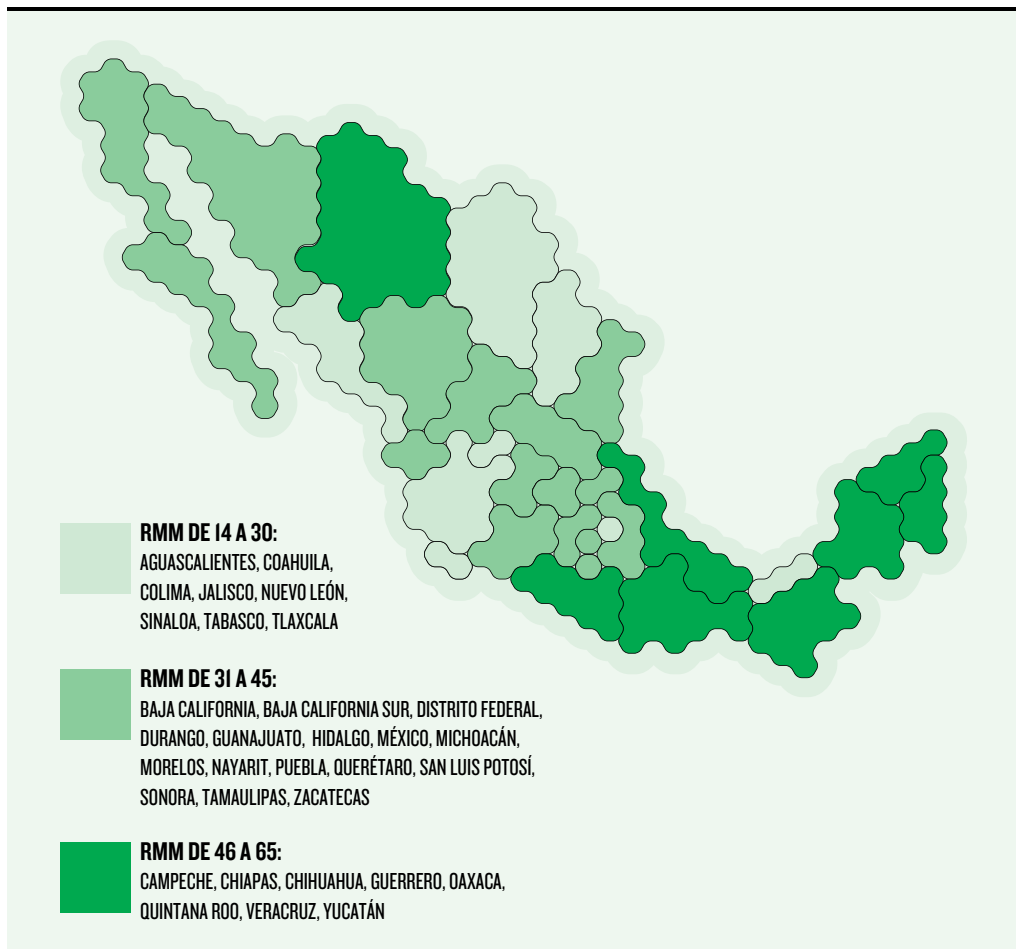 RMM DE 14 A 30:
AGUASCALIENTES, COAHUILA,
COLIMA, JALISCO, NUEVO LEÓN,
SINALOA, TABASCO, TLAXCALA
RMM DE 31 A 45:
BAJA CALIFORNIA, BAJA CALIFORNIA SUR, DISTRITO FEDERAL,
DURANGO, GUANAJUATO, HIDALGO, MÉXICO, MICHOACÁN,
MORELOS, NAYARIT, PUEBLA, QUERÉTARO, SAN LUIS POTOSÍ,
SONORA, TAMAULIPAS, ZACATECAS
RMM DE 46 A 65:
CAMPECHE, CHIAPAS, CHIHUAHUA, GUERRERO, OAXACA,
QUINTANA ROO, VERACRUZ, YUCATÁN